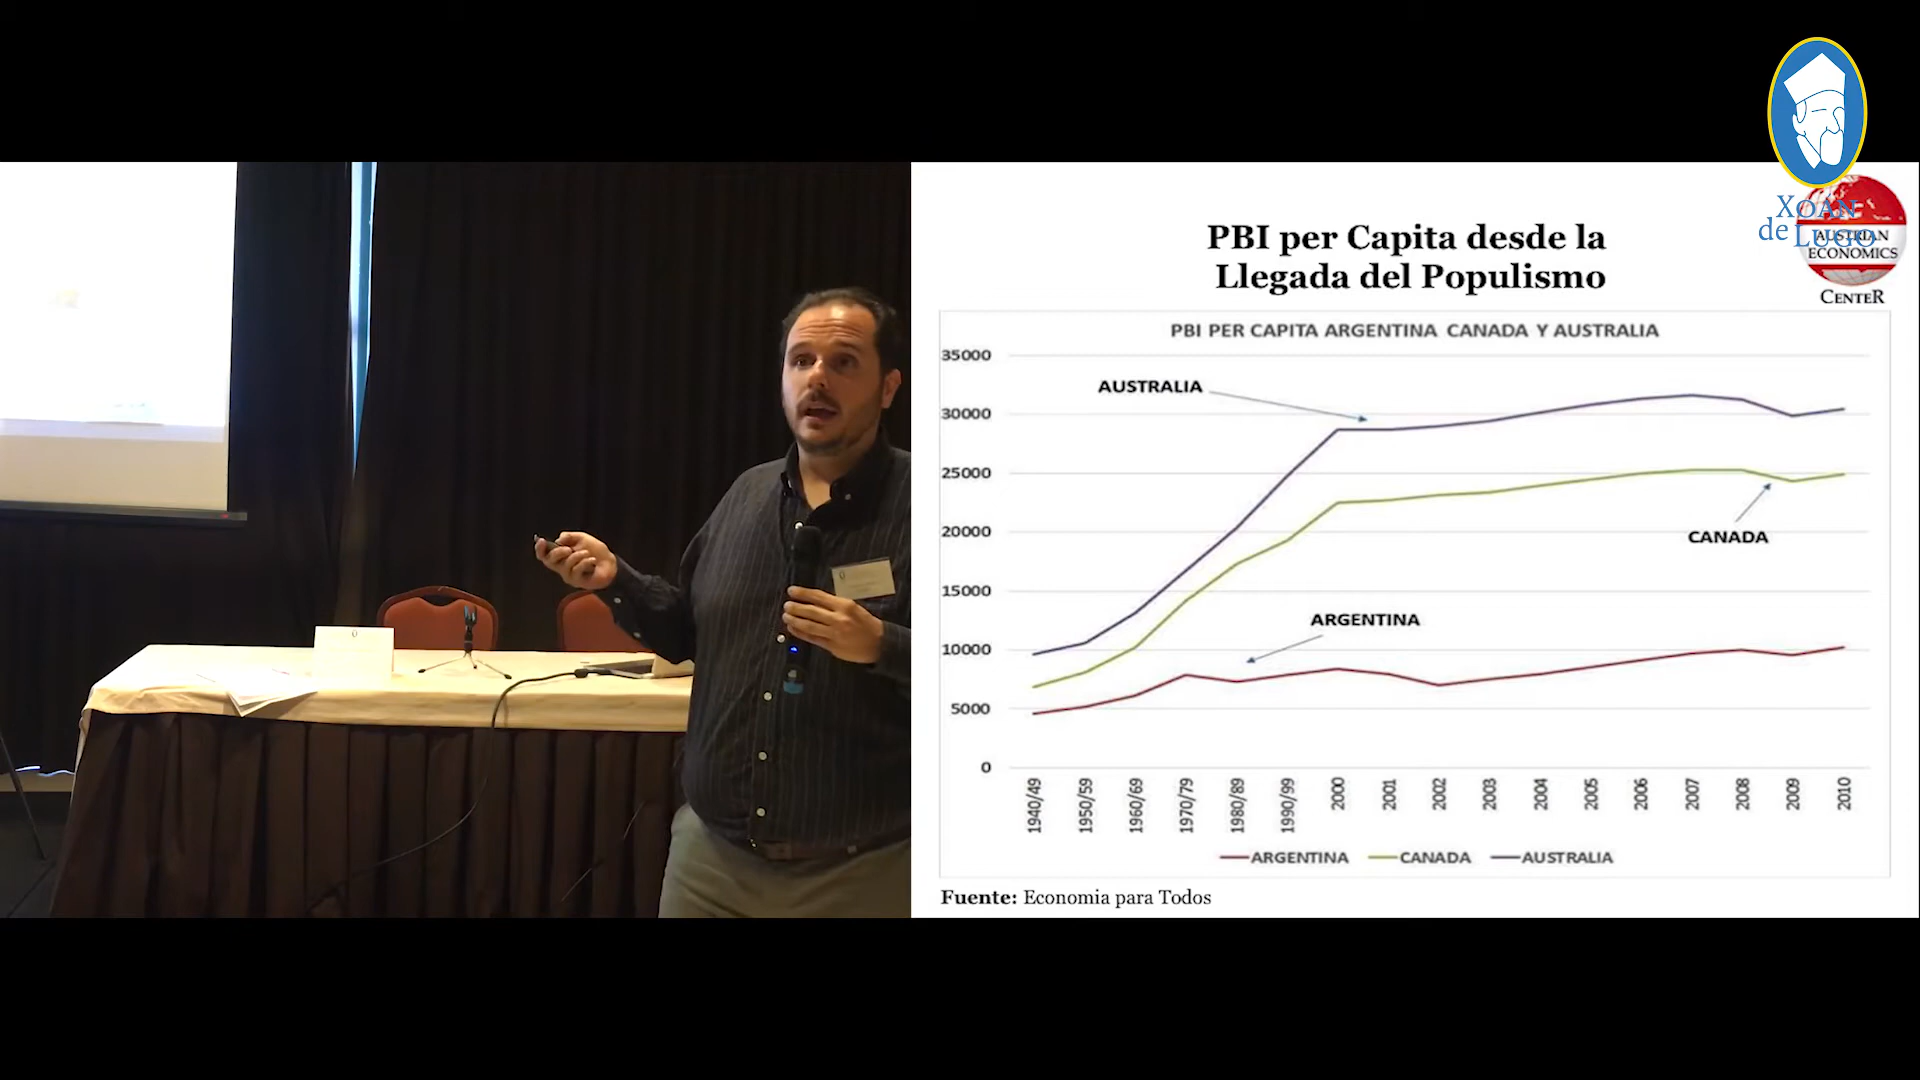 XOAN
de LUGO
AUSTRIAN
ECONOMICS
CENTER
PBI per Capita desde la
Llegada del Populismo
PBI PER CAPITA ARGENTINA CANADA Y AUSTRALIA
35000
30000
25000
20000
15000
10000
5000
0
AUSTRALIA
CANADA
ARGENTINA
1940/49
1950/59
1960/69
1970/79
1980/89
1990/99
2000
2001
2002
2003
2004
2005
2006
2007
2008
2009
2010
ARGENTINA CANADA AUSTRALIA
Fuente: Economia para Todos